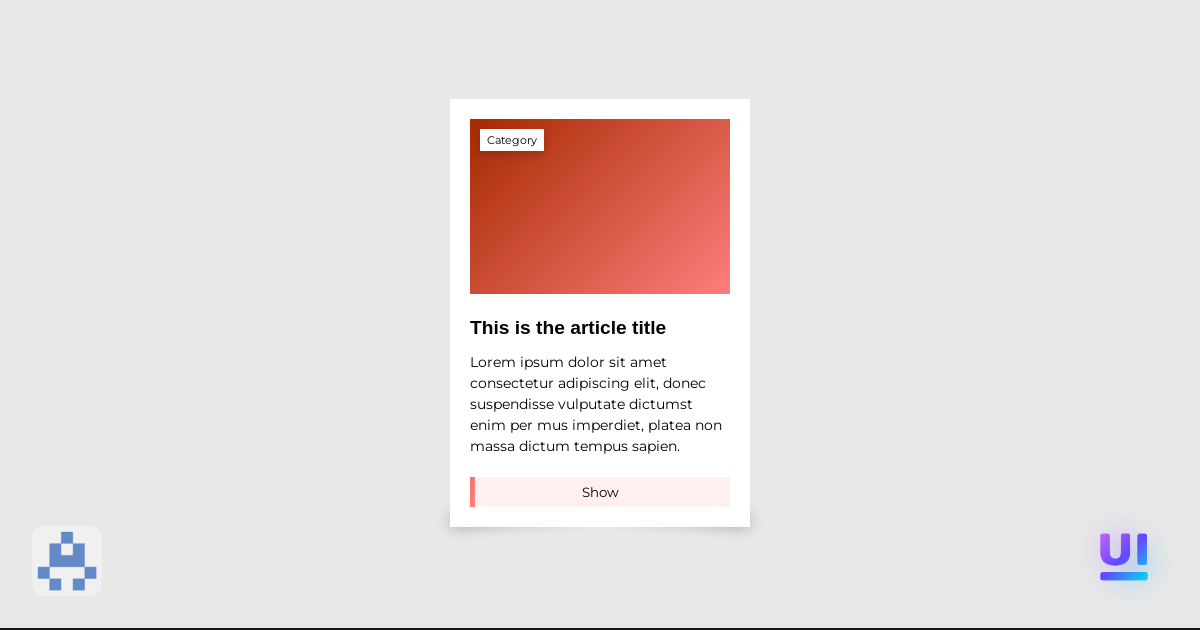 Category
This is the article title
Lorem ipsum dolor sit amet
consectetur adipiscing elit, donec
suspendisse vulputate dictumst
enim per mus imperdiet, platea non
massa dictum tempus sapien.
Show
UI